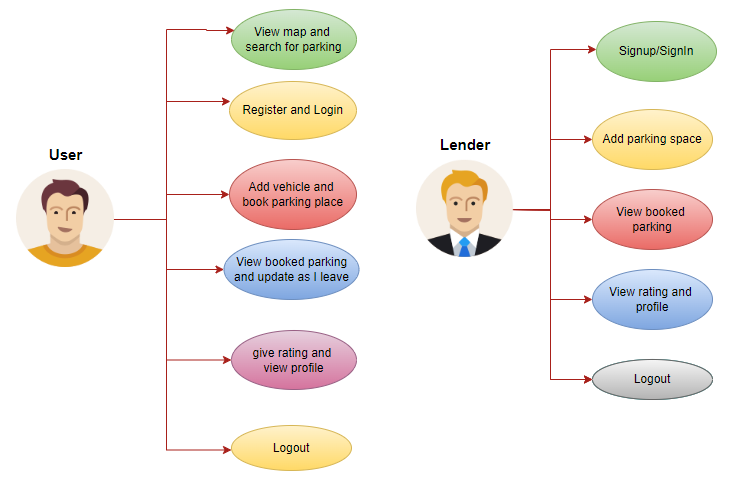 User
View map and
search for parking
Register and Login
Add vehicle and
book parking place
View booked parking
and update as I leave
give rating and
view profile
Logout
Lender
Signup/SignIn
Add parking space
View booked
parking
View rating and
profile
Logout